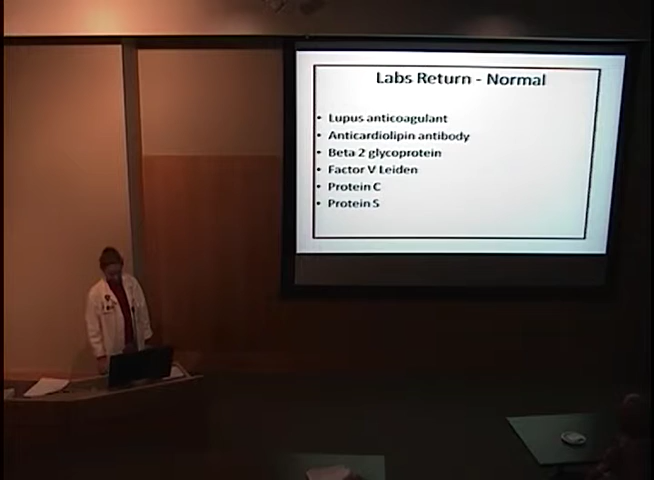 Labs Return - Normal
• Lupus anticoagulant
• Anticardiolipin antibody
• Beta 2 glycoprotein
• Factor V Leiden
• Protein C
• Protein S